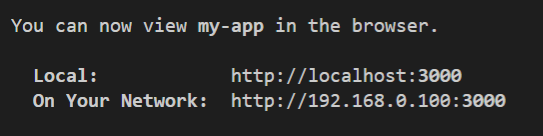 You can now view my-app in the browser.
Local: http://localhost:3000
On Your Network: http://192.168.0.100:3000